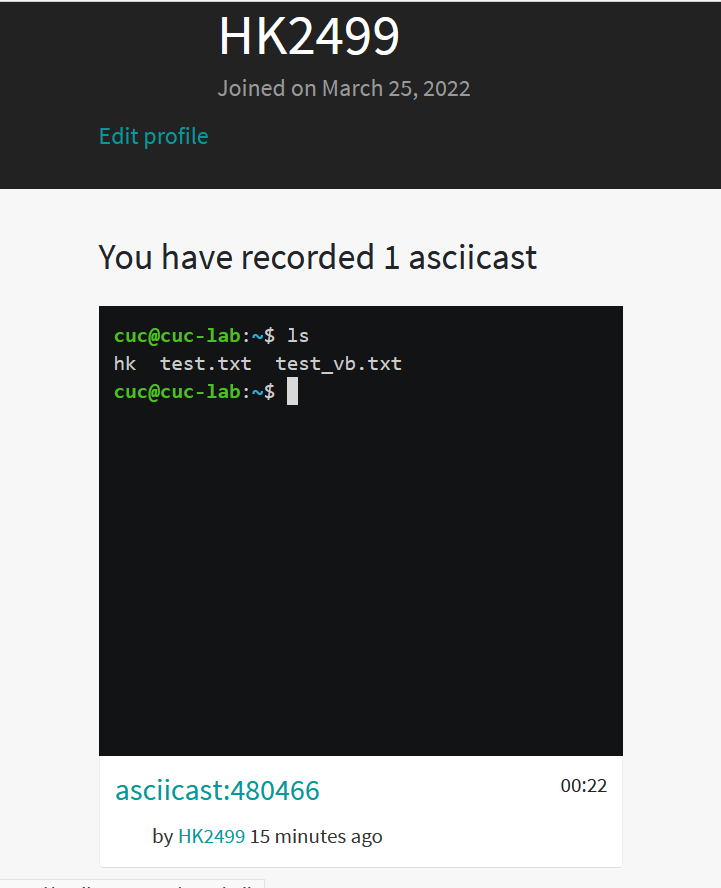 HK2499
Joined on March 25, 2022
Edit profile
You have recorded 1 asciicast
cuc@cuc-lab:~$ ls
hk  test.txt  test_vb.txt
cuc@cuc-lab:~$
asciicast:480466
00:22
by HK2499 15 minutes ago